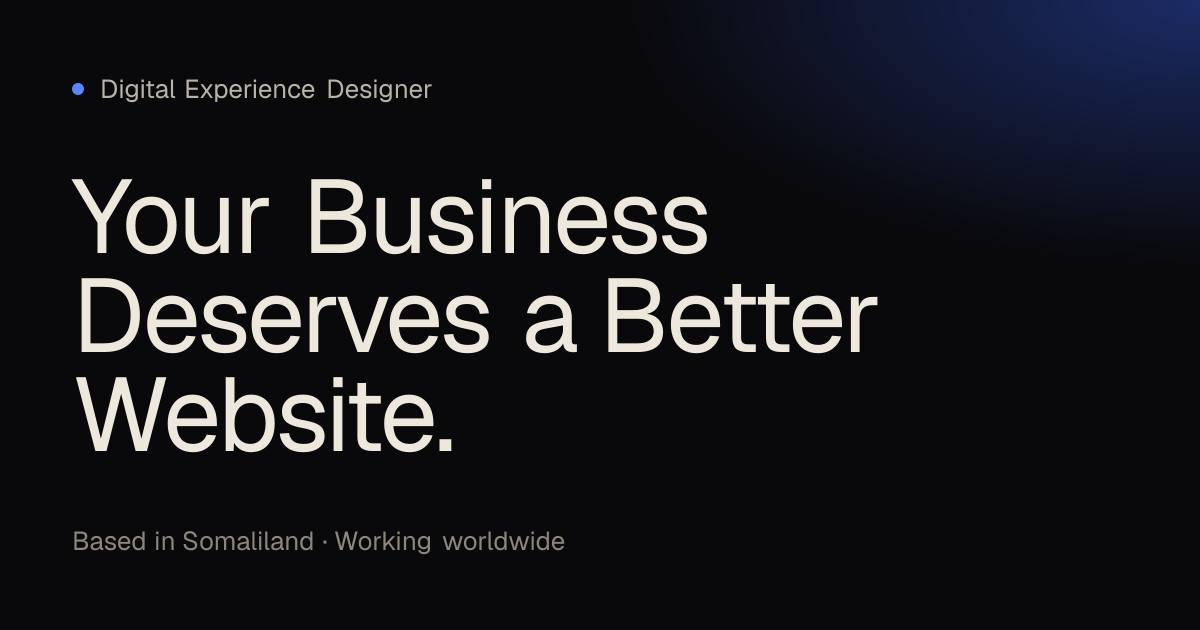 Digital Experience Designer
Your Business
Deserves a Better
Website.
Based in Somaliland · Working worldwide